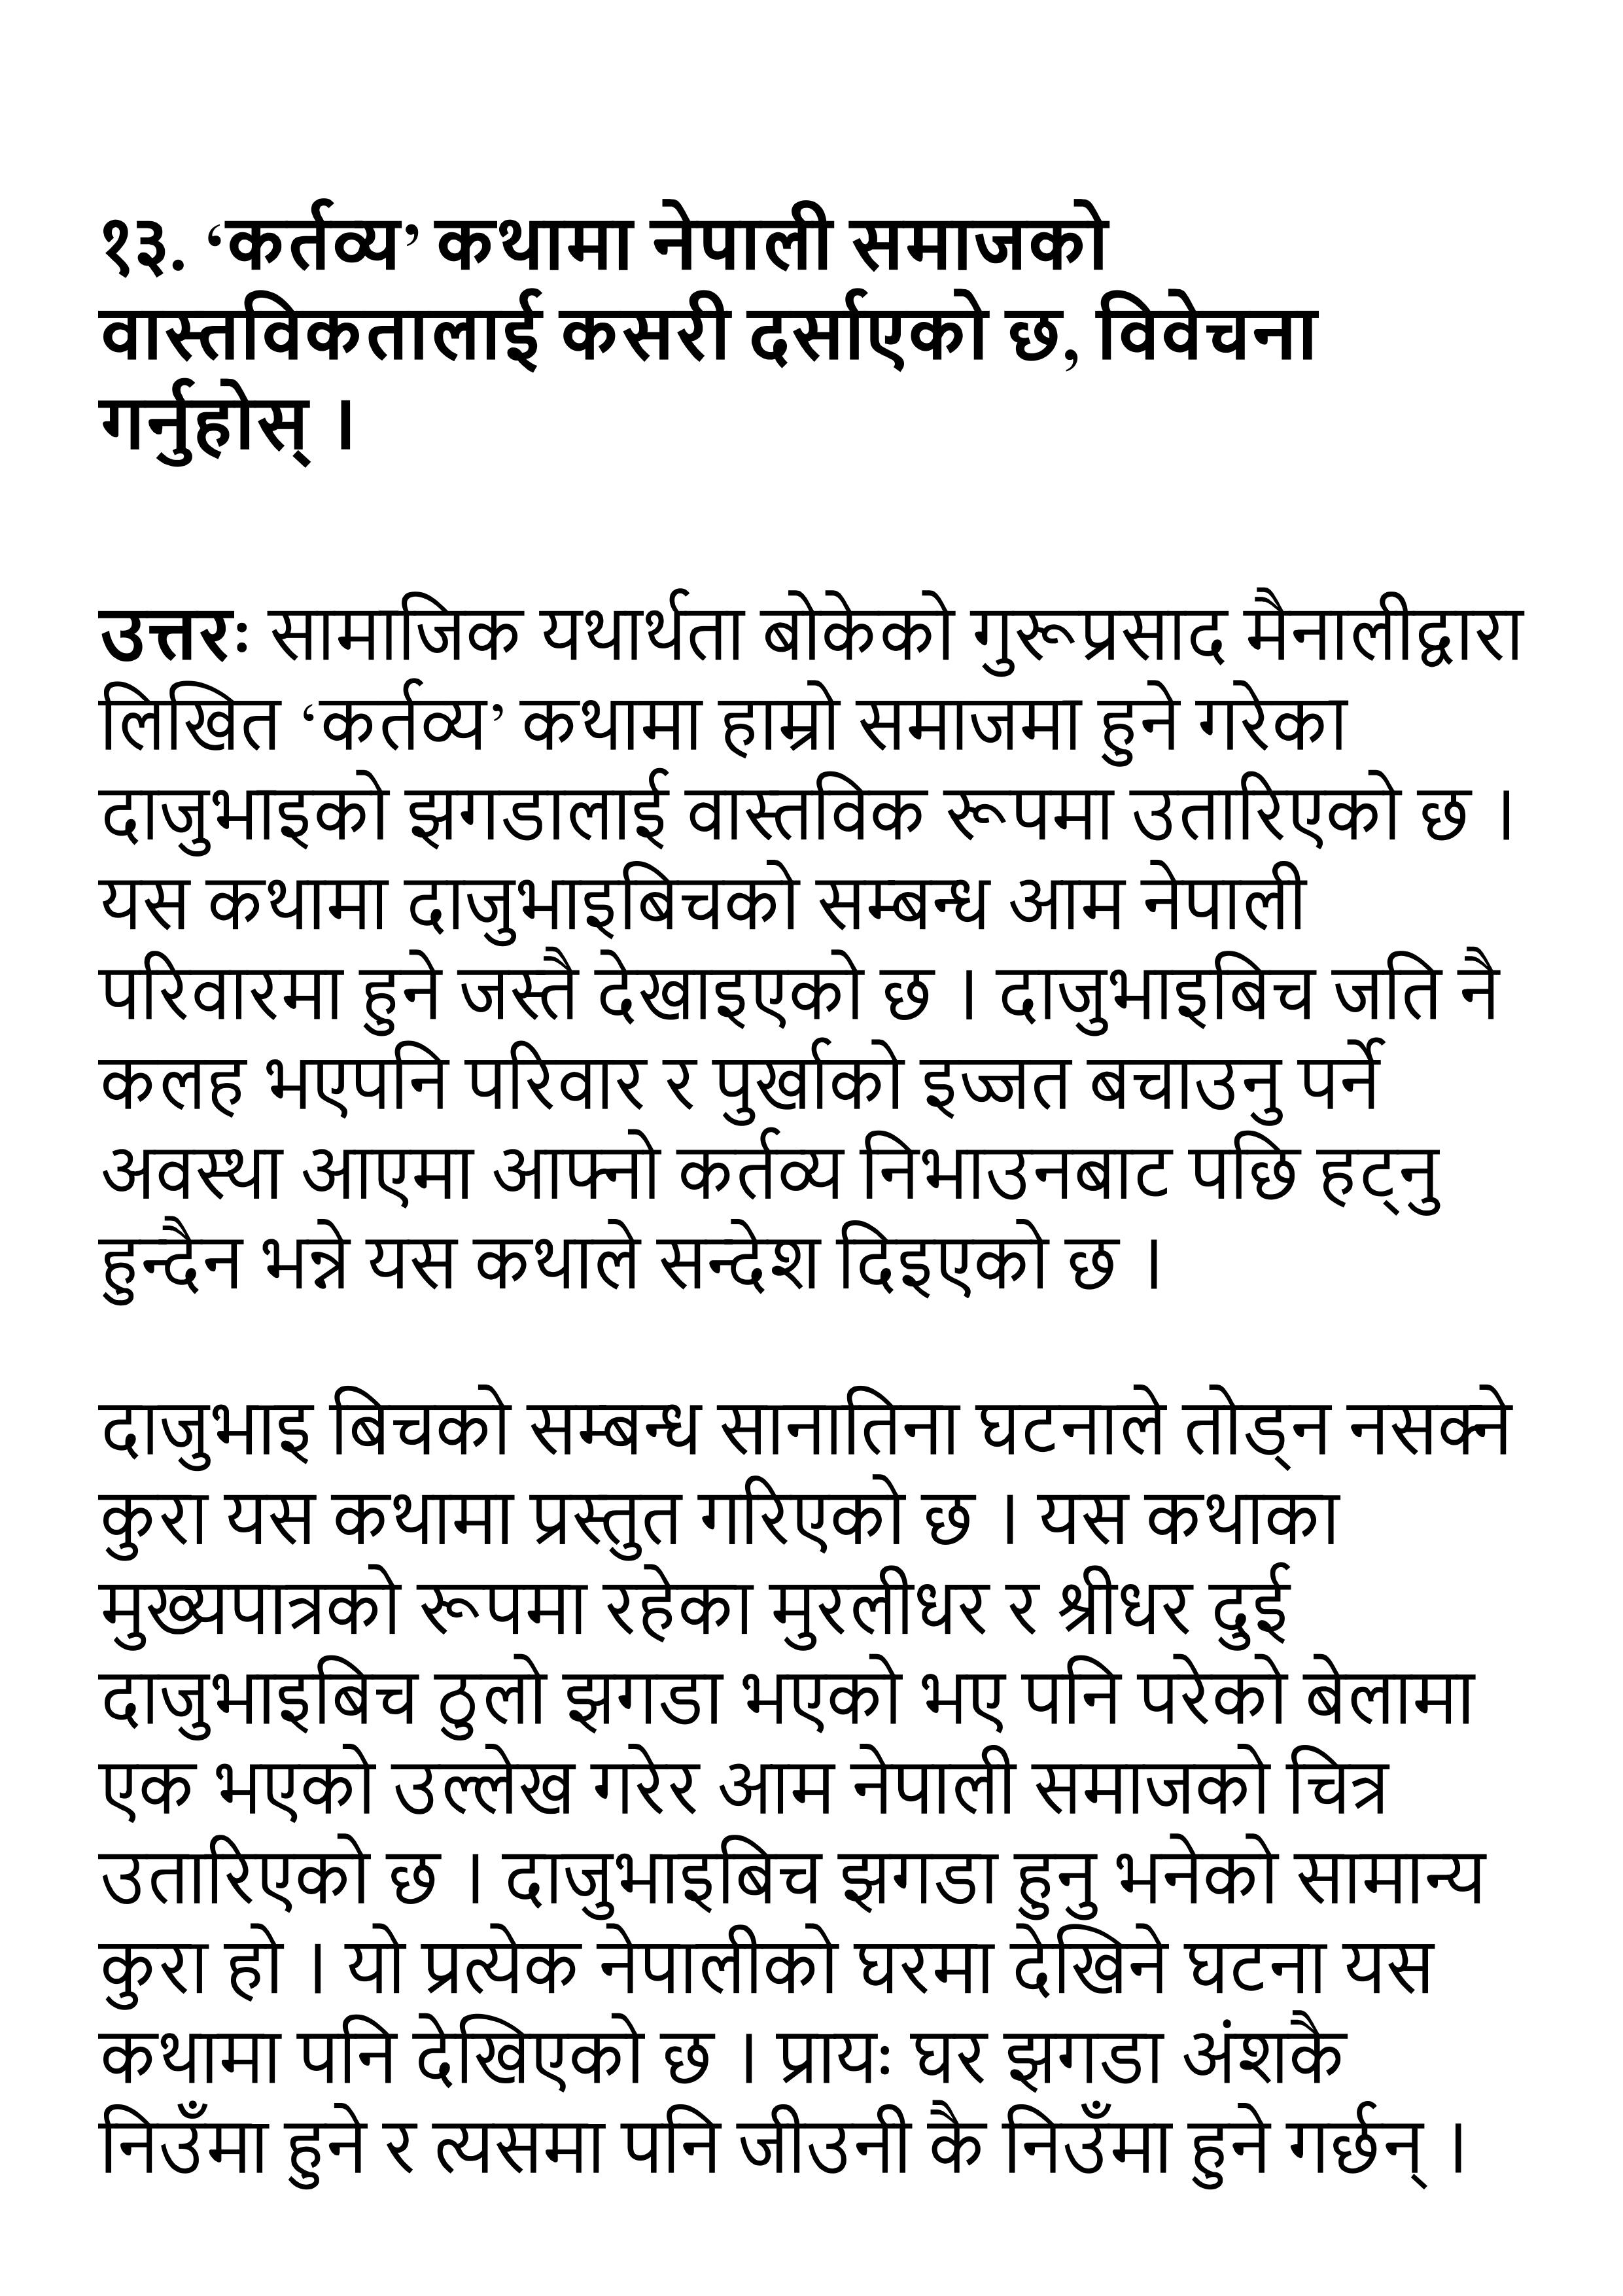 १३. ‘कर्तव्य’ कथामा नेपाली समाजको
वास्तविकतालाई कसरी दर्साएको छ, विवेचना
गर्नुहोस् ।
उत्तरः सामाजिक यथार्थता बोकेको गुरूप्रसाद मैनालीद्वारा
लिखित ‘कर्तव्य’ कथामा हाम्रो समाजमा हुने गरेका
दाजुभाइको झगडालाई वास्तविक रूपमा उतारिएको छ ।
यस कथामा दाजुभाइबिचको सम्बन्ध आम नेपाली
परिवारमा हुने जस्तै देखाइएको छ । दाजुभाइबिच जति नै
कलह भएपनि परिवार र पुर्खाको इज्जत बचाउनु पर्ने
अवस्था आएमा आफ्नो कर्तव्य निभाउनबाट पछि हट्नु
हुन्दैन भन्ने यस कथाले सन्देश दिइएको छ ।
दाजुभाइ बिचको सम्बन्ध सानातिना घटनाले तोड्न नसक्ने
कुरा यस कथामा प्रस्तुत गरिएको छ । यस कथाका
मुख्यपात्रको रूपमा रहेका मुरलीधर र श्रीधर दुई
दाजुभाइबिच ठुलो झगडा भएको भए पनि परेको बेलामा
एक भएको उल्लेख गरेर आम नेपाली समाजको चित्र
उतारिएको छ । दाजुभाइबिच झगडा हुनु भनेको सामान्य
कुरा हो । यो प्रत्येक नेपालीको घरमा देखिने घटना यस
कथामा पनि देखिएको छ । प्रायः घर झगडा अंशकै
निउँमा हुने र त्यसमा पनि जीउनी कै निउँमा हुने गर्छन् ।